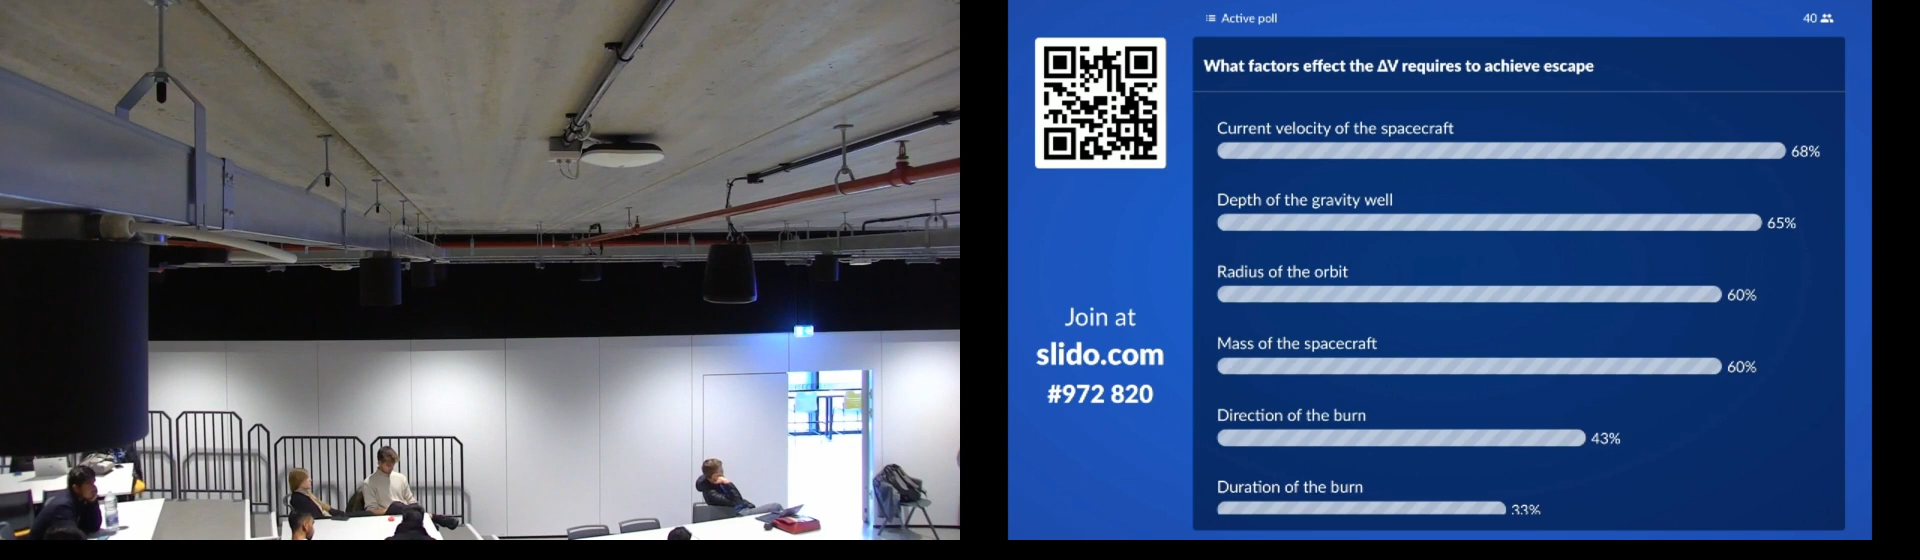 Active poll
40
What factors effect the ΔV requires to achieve escape
Current velocity of the spacecraft
68%
Depth of the gravity well
65%
Radius of the orbit
60%
Mass of the spacecraft
60%
Direction of the burn
43%
Duration of the burn
33%
Join at
slido.com
#972 820